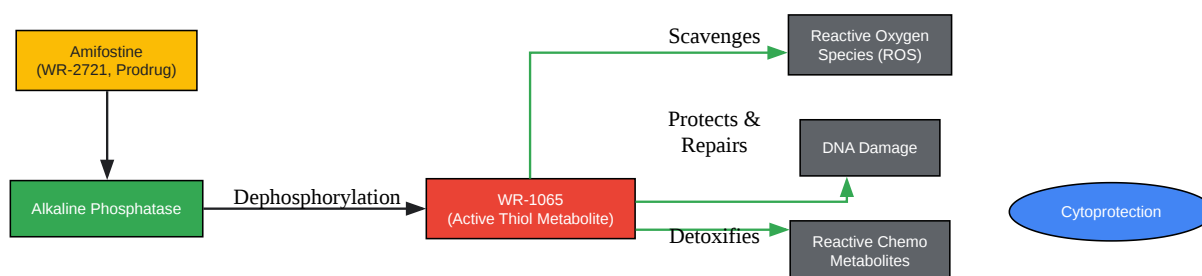 Amifostine
(WR-2721, Prodrug)
Alkaline Phosphatase
Dephosphorylation
WR-1065
(Active Thiol Metabolite)
Scavenges
Reactive Oxygen
Species (ROS)
Protects &
Repairs
DNA Damage
Detoxifies
Reactive Chemo
Metabolites
Cytoprotection